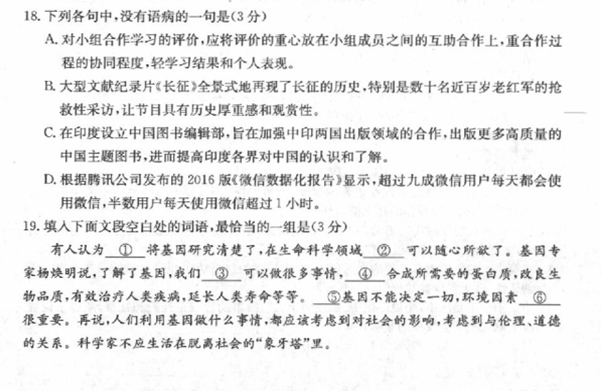 18. 下列各句中,没有语病的一句是(3 分)
A. 对小组合作学习的评价,应将评价的重心放在小组成员之间的互助合作上,重合作过
程的协同程度,轻学习结果和个人表现。
B. 大型文献纪录片《长征》全景式地再现了长征的历史,特别是数十名近百岁老红军的抢
救性采访,让节目具有历史厚重感和观赏性。
C. 在印度设立中国图书编辑部,旨在加强中印两国出版领域的合作,出版更多高质量的
中国主题图书,进而提高印度各界对中国的认识和了解。
D. 根据腾讯公司发布的 2016 版《微信数据化报告》显示,超过九成微信用户每天都会使
用微信,半数用户每天使用微信超过 1 小时。
19. 填入下面文段空白处的词语,最恰当的一组是(3 分)
有人认为 ① 将基因研究清楚了,在生命科学领域 ② 可以随心所欲了。基因专
家杨焕明说,了解了基因,我们 ③ 可以做很多事情, ④ 合成所需要的蛋白质,改良生
物品质,有效治疗人类疾病,延长人类寿命等等。 ⑤ 基因不能决定一切,环境因素 ⑥
很重要。再说,人们利用基因做什么事情,都应该考虑到对社会的影响,考虑到与伦理、道德
的关系。科学家不应生活在脱离社会的“象牙塔”里。